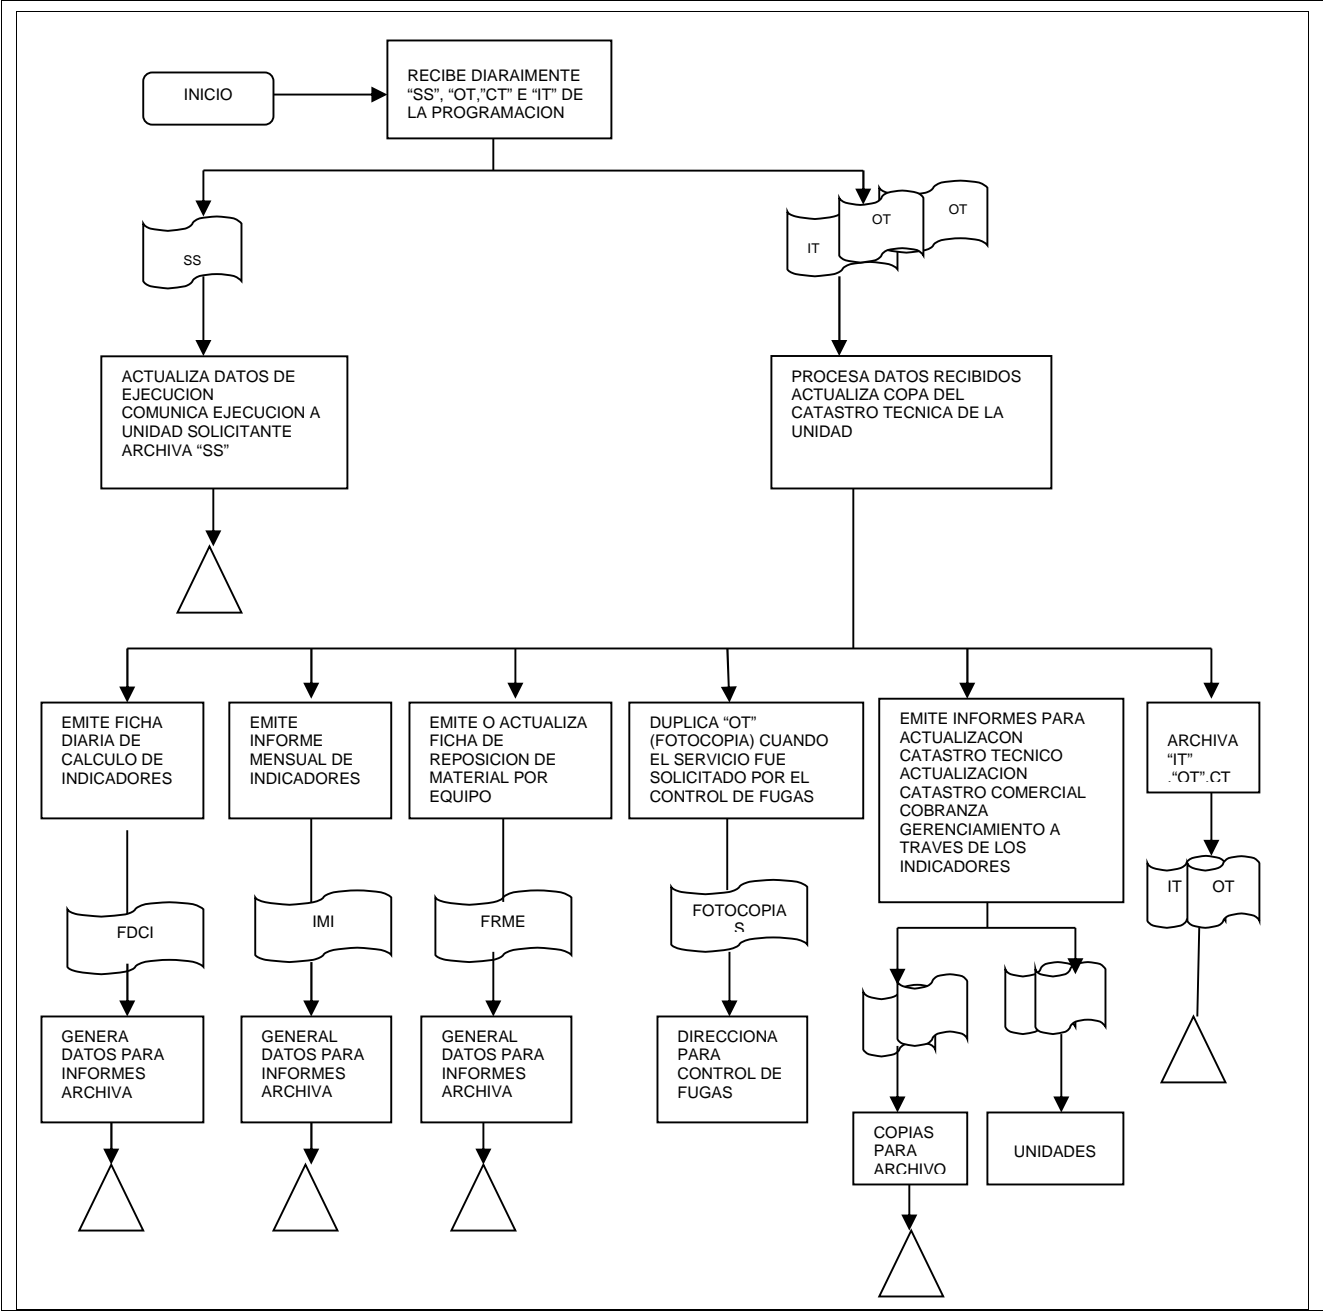 INICIO
RECIBE DIARAIMENTE
“SS”, “OT,”CT” E “IT” DE
LA PROGRAMACION
SS
IT
OT
OT
ACTUALIZA DATOS DE
EJECUCION
COMUNICA EJECUCION A
UNIDAD SOLICITANTE
ARCHIVA “SS”
PROCESA DATOS RECIBIDOS
ACTUALIZA COPA DEL
CATASTRO TECNICA DE LA
UNIDAD
EMITE FICHA
DIARIA DE
CALCULO DE
INDICADORES
EMITE
INFORME
MENSUAL DE
INDICADORES
EMITE O ACTUALIZA
FICHA DE
REPOSICION DE
MATERIAL POR
EQUIPO
DUPLICA “OT”
(FOTOCOPIA) CUANDO
EL SERVICIO FUE
SOLICITADO POR EL
CONTROL DE FUGAS
EMITE INFORMES PARA
ACTUALIZACON
CATASTRO TECNICO
ACTUALIZACION
CATASTRO COMERCIAL
COBRANZA
GERENCIAMIENTO A
TRAVES DE LOS
INDICADORES
ARCHIVA
“IT”
.“OT”.CT
FDCI
IMI
FRME
FOTOCOPIA
S
IT
OT
GENERA
DATOS PARA
INFORMES
ARCHIVA
GENERAL
DATOS PARA
INFORMES
ARCHIVA
GENERAL
DATOS PARA
INFORMES
ARCHIVA
DIRECCIONA
PARA
CONTROL DE
FUGAS
COPIAS
PARA
ARCHIVO
UNIDADES